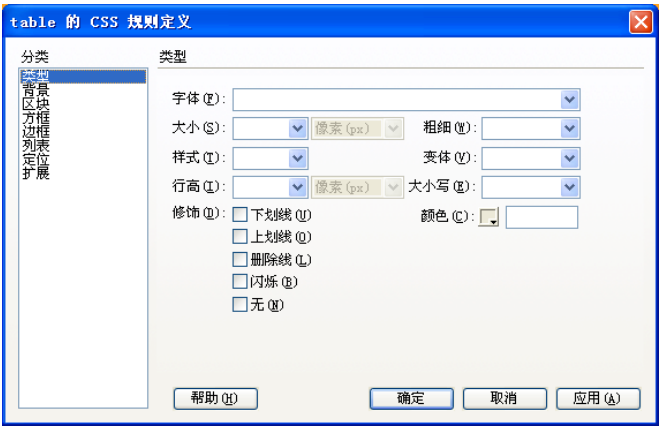 table 的 CSS 规则定义
分类
类型
背景
区块
方框
边框
列表
定位
扩展
类型
字体(F):
大小(S): 像素(px) 粗细(W):
样式(T): 变体(V):
行高(I): 像素(px) 大小写(R):
修饰(D): 下划线(U) 颜色(C):
上划线(O)
删除线(L)
闪烁(B)
无(N)
帮助(H) 确定 取消 应用(A)